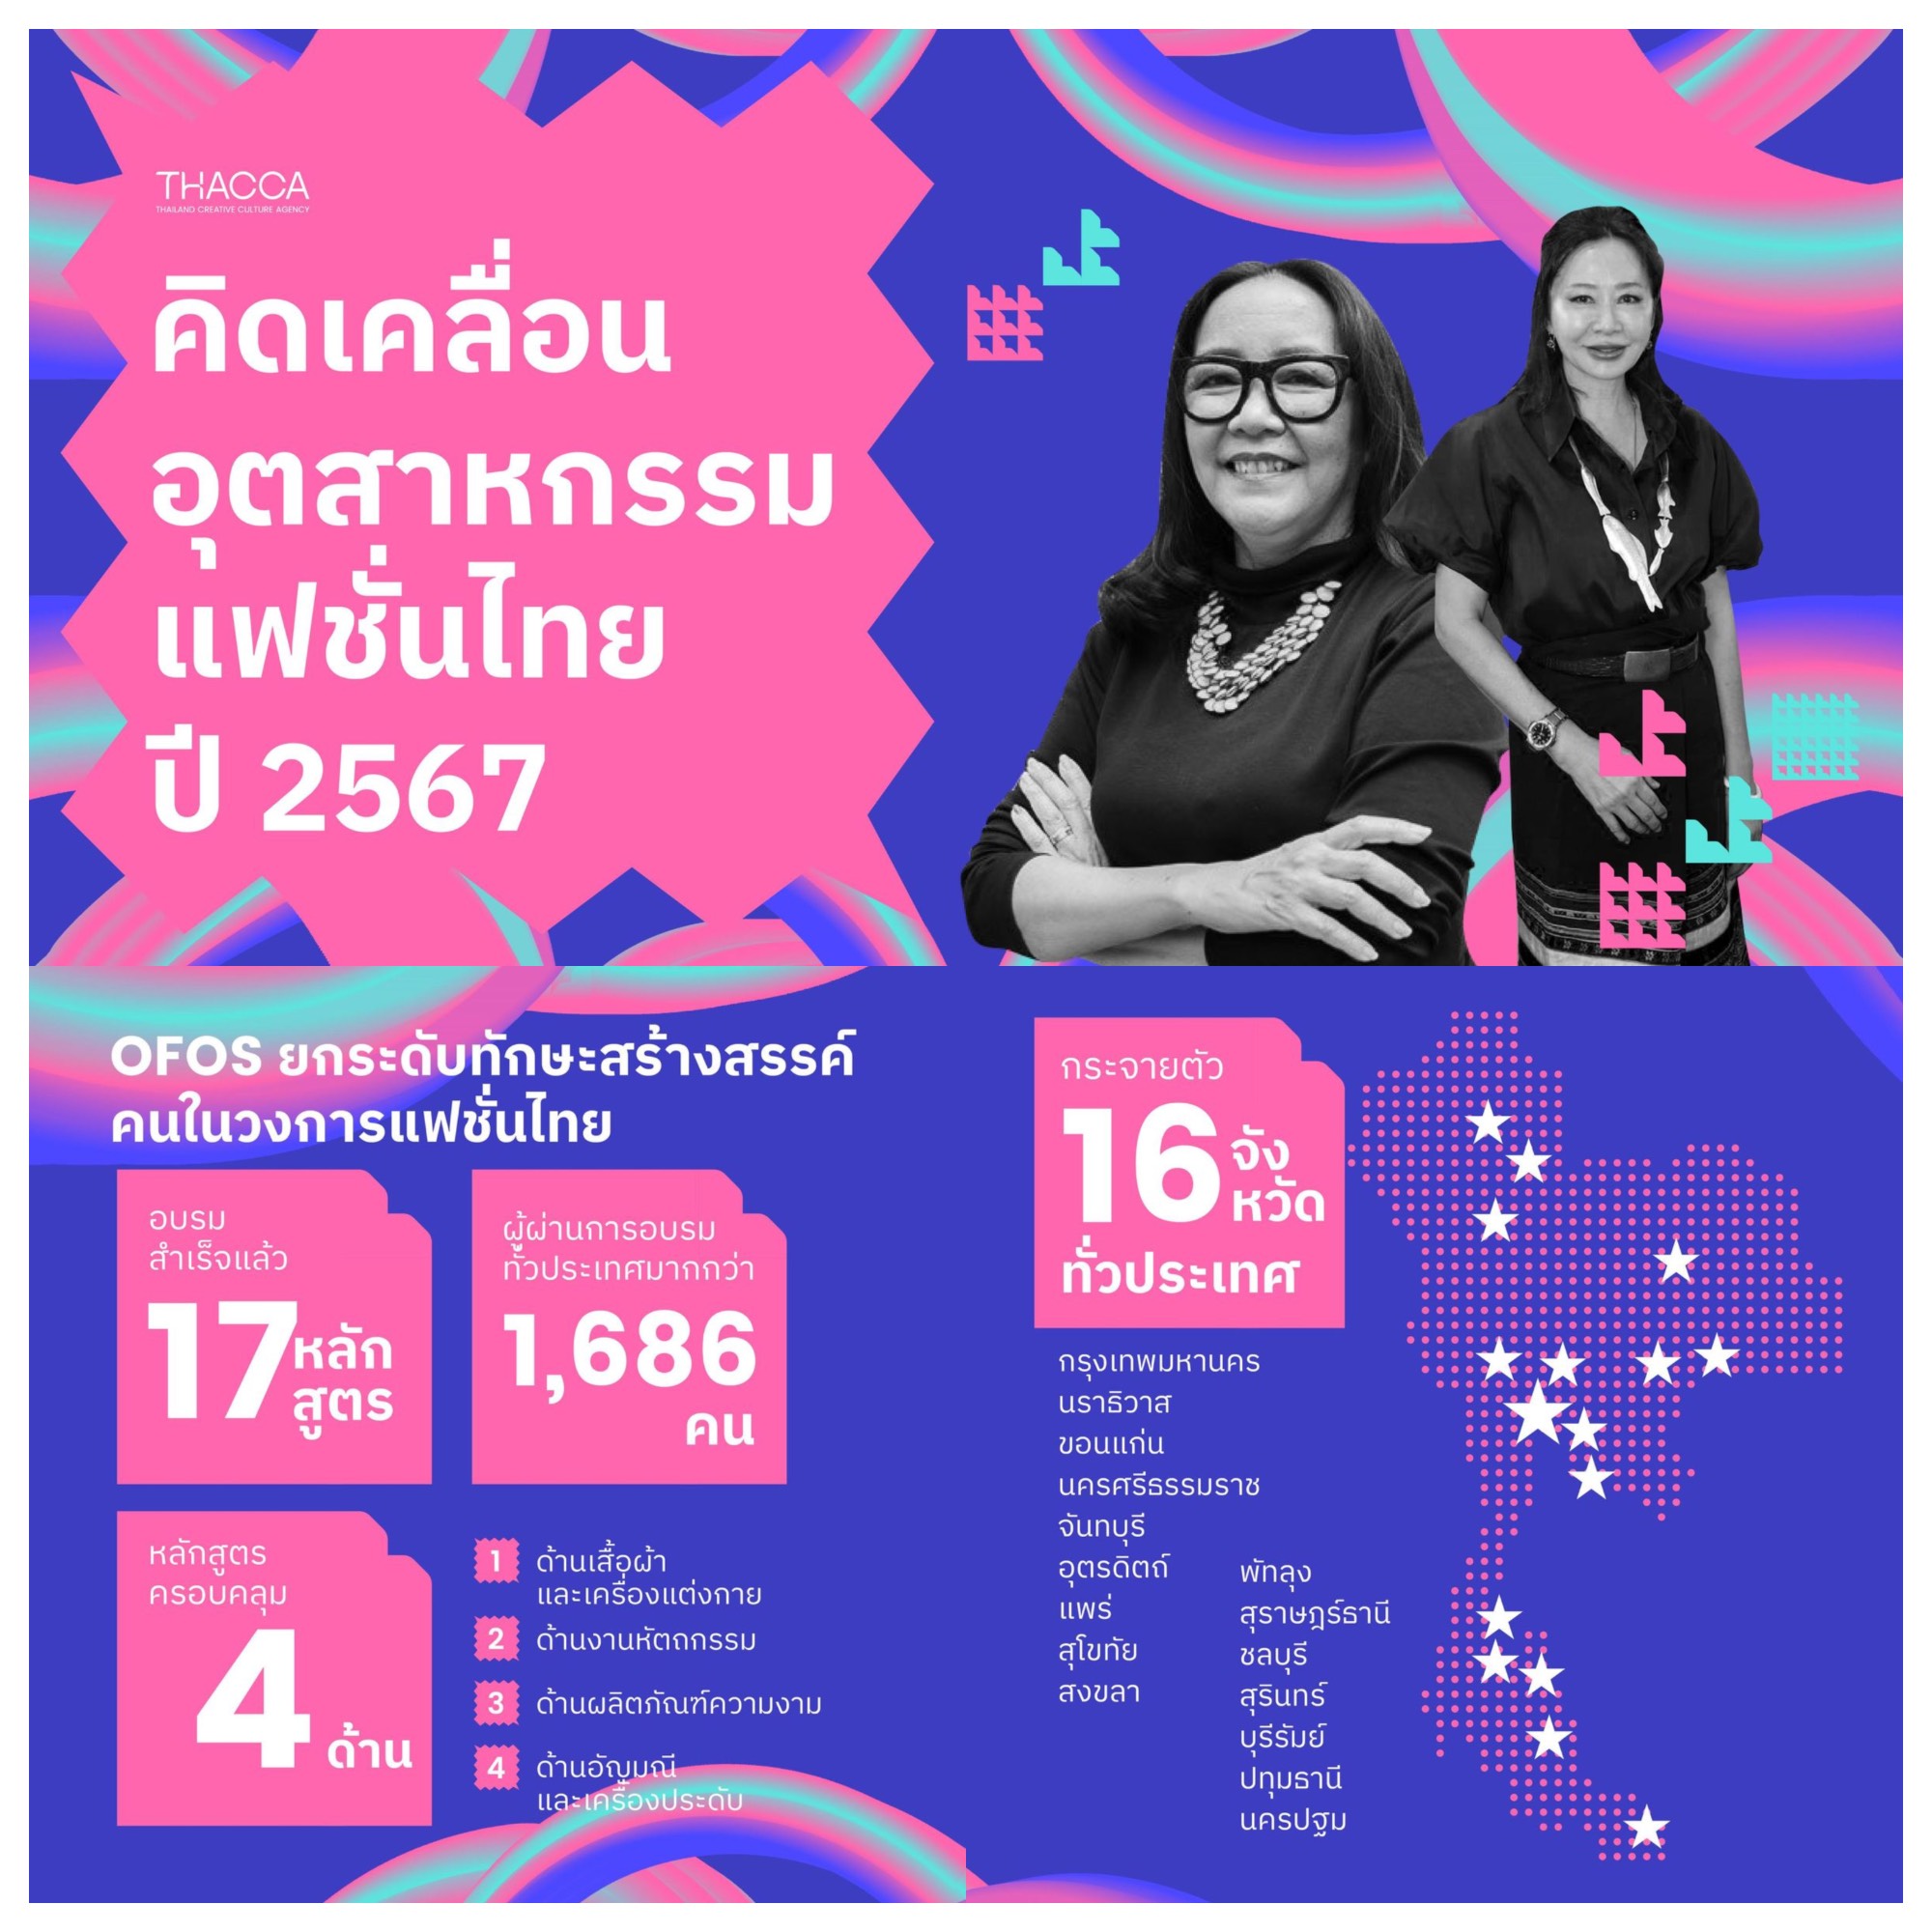 THACCA
THAILAND CREATIVE CULTURE AGENCY
คิดเคลื่อน
อุตสาหกรรม
แฟชั่นไทย
ปี 2567
OFOS ยกระดับทักษะสร้างสรรค์
คนในวงการแฟชั่นไทย
อบรม
สำเร็จแล้ว
17 หลัก
สูตร
ผู้ผ่านการอบรม
ทั่วประเทศมากกว่า
1,686
คน
หลักสูตร
ครอบคลุม
4 ด้าน
1 ด้านเสื้อผ้า
และเครื่องแต่งกาย
2 ด้านงานหัตถกรรม
3 ด้านผลิตภัณฑ์ความงาม
4 ด้านอัญมณี
และเครื่องประดับ
กระจายตัว
16 จัง
หวัด
ทั่วประเทศ
กรุงเทพมหานคร
นราธิวาส
ขอนแก่น
นครศรีธรรมราช
จันทบุรี
อุตรดิตถ์
แพร่
สุโขทัย
สงขลา
พัทลุง
สุราษฎร์ธานี
ชลบุรี
สุรินทร์
บุรีรัมย์
ปทุมธานี
นครปฐม